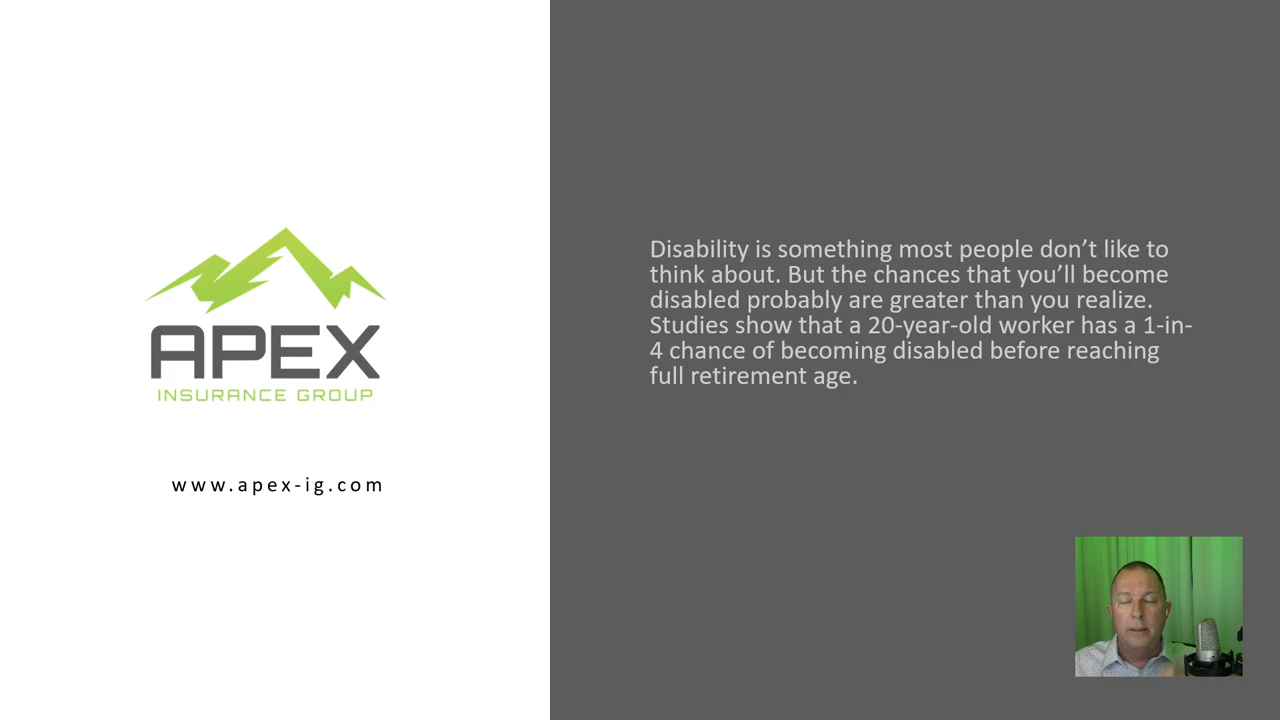 APEX
INSURANCE GROUP
www.apex-ig.com
Disability is something most people don’t like to
think about. But the chances that you’ll become
disabled probably are greater than you realize.
Studies show that a 20-year-old worker has a 1-in-
4 chance of becoming disabled before reaching
full retirement age.